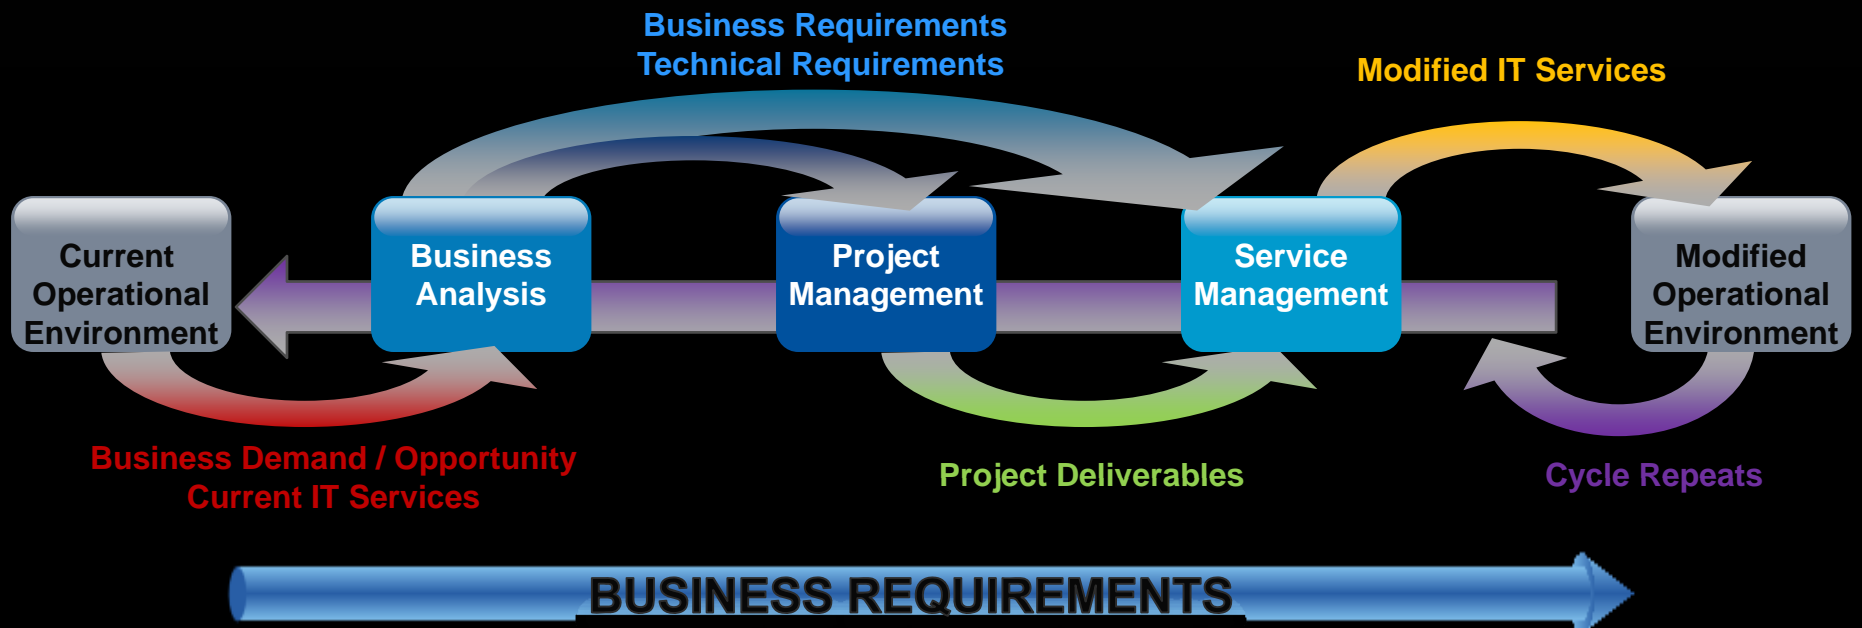 Business Requirements
Technical Requirements
Modified IT Services
Current
Operational
Environment
Business
Analysis
Project
Management
Service
Management
Modified
Operational
Environment
Business Demand / Opportunity
Current IT Services
Project Deliverables
Cycle Repeats
BUSINESS REQUIREMENTS